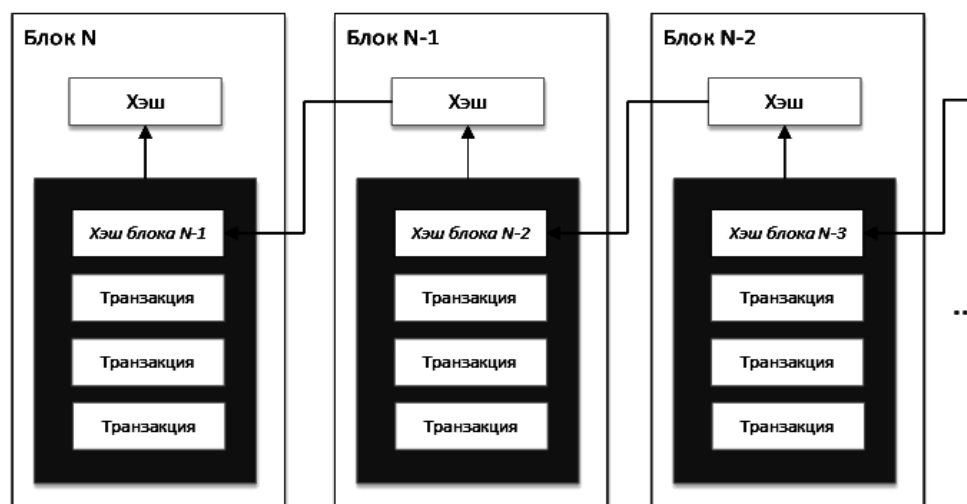 Блок N
Хэш
Хэш блока N-1
Транзакция
Транзакция
Транзакция
Блок N-1
Хэш
Хэш блока N-2
Транзакция
Транзакция
Транзакция
Блок N-2
Хэш
Хэш блока N-3
Транзакция
Транзакция
Транзакция
..